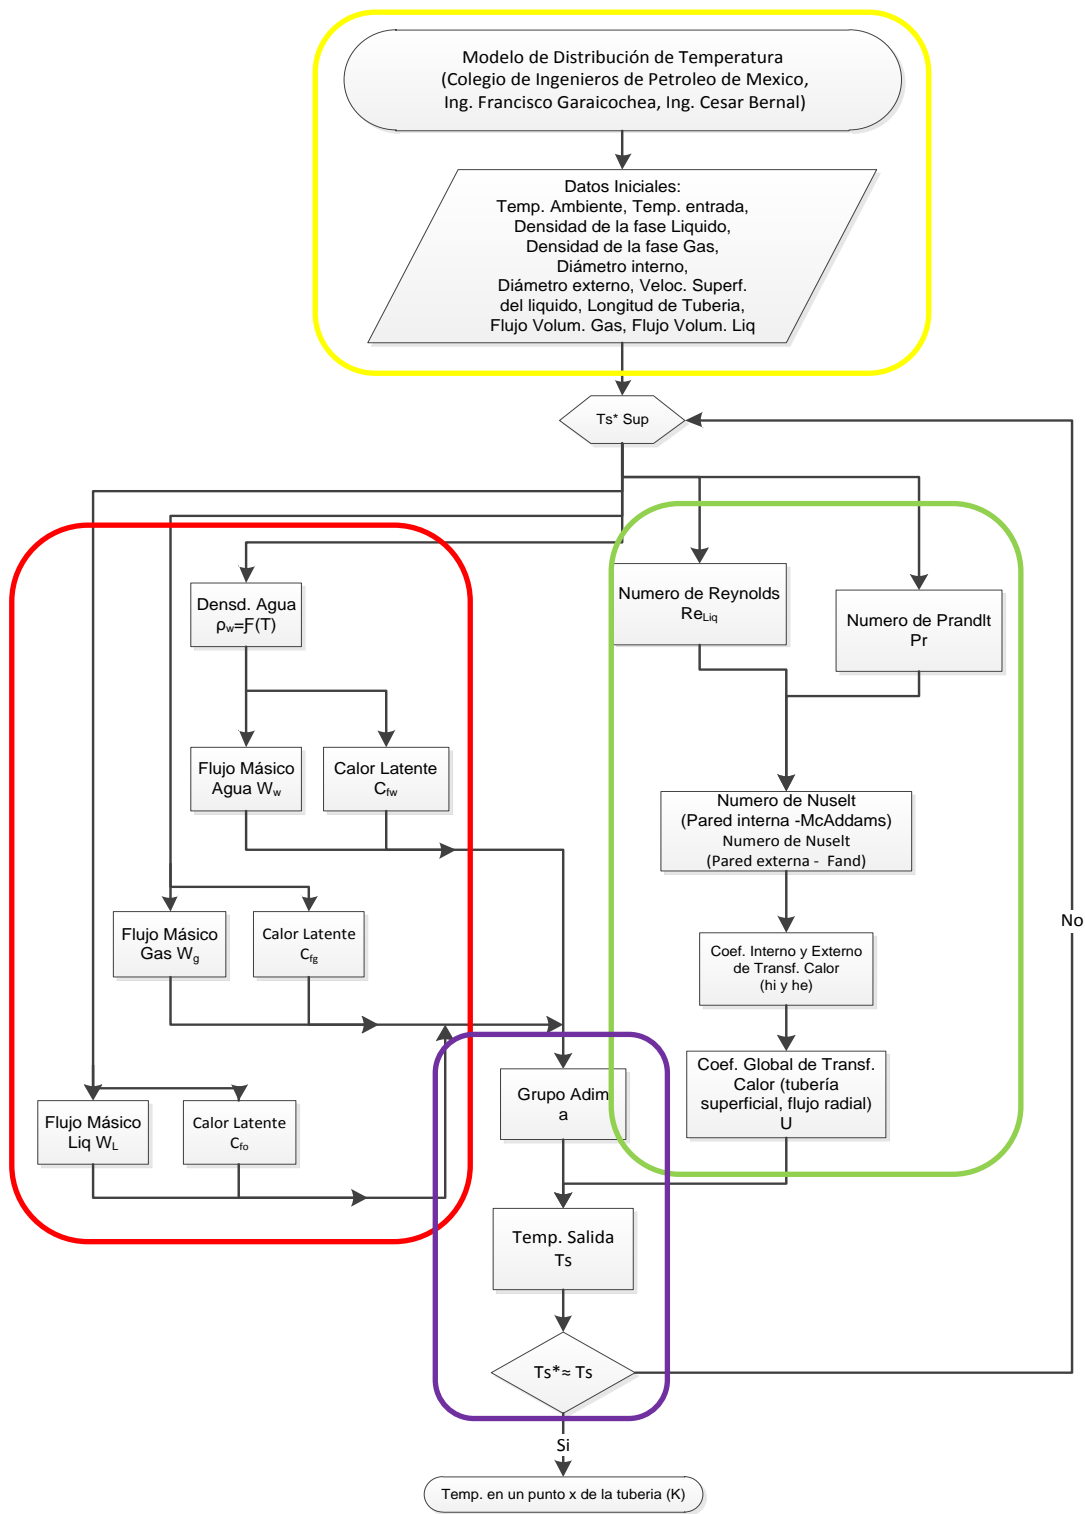 Modelo de Distribución de Temperatura
(Colegio de Ingenieros de Petroleo de Mexico,
Ing. Francisco Garaicochea, Ing. Cesar Bernal)
Datos Iniciales:
Temp. Ambiente, Temp. entrada,
Densidad de la fase Liquido,
Densidad de la fase Gas,
Diámetro interno,
Diámetro externo, Veloc. Superf.
del liquido, Longitud de Tuberia,
Flujo Volum. Gas, Flujo Volum. Liq
Ts* Sup
Densd. Agua
ρw=Ƒ(T)
Flujo Másico
Agua Ww
Calor Latente
Cfw
Flujo Másico
Gas Wg
Calor Latente
Cfg
Flujo Másico
Liq WL
Calor Latente
Cfo
Numero de Reynolds
ReLiq
Numero de Prandlt
Pr
Numero de Nuselt
(Pared interna -McAddams)
Numero de Nuselt
(Pared externa - Fand)
Coef. Interno y Externo
de Transf. Calor
(hi y he)
Coef. Global de Transf.
Calor (tubería
superficial, flujo radial)
U
Grupo Adim
a
Temp. Salida
Ts
Ts*≈ Ts
No
Si
Temp. en un punto x de la tuberia (K)